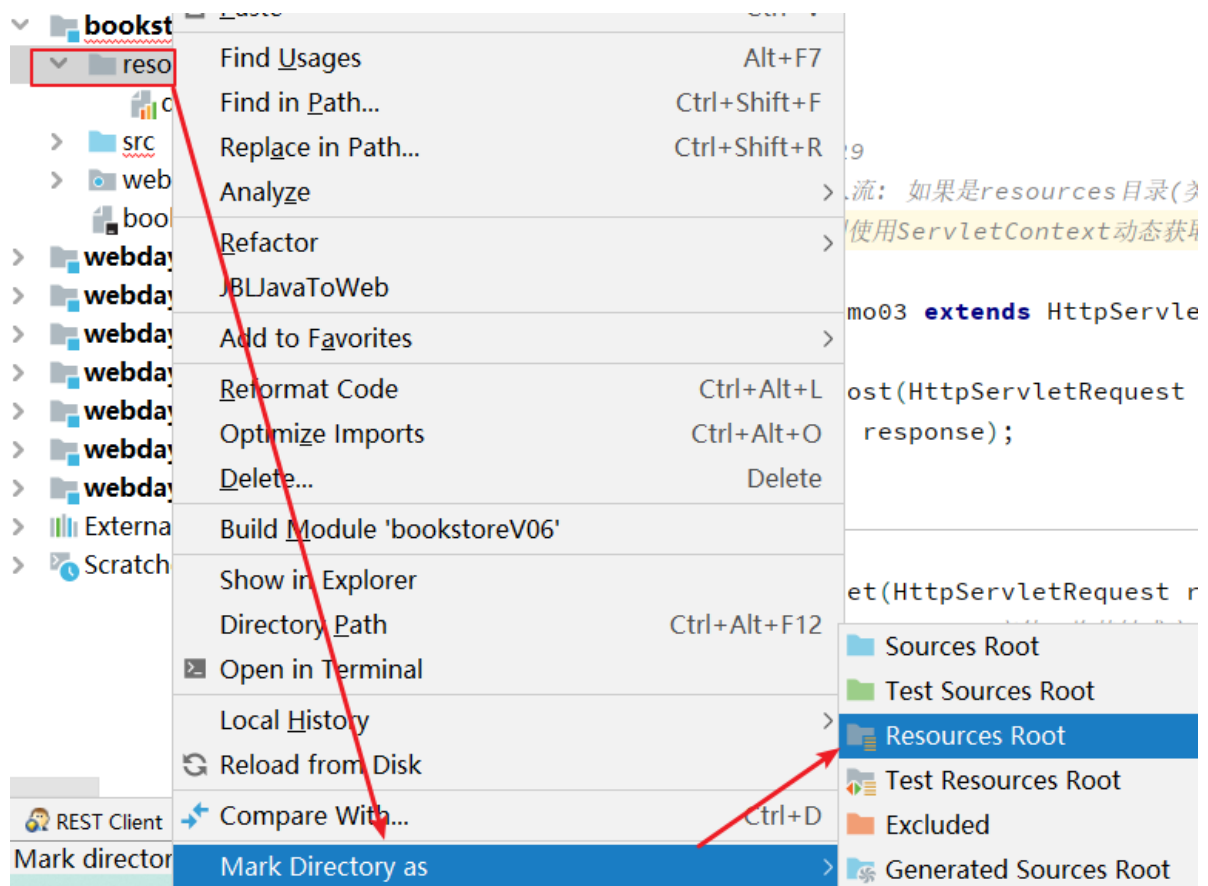 bookst
reso
src
web
bool
webday
webday
webday
webday
webday
webday
webday
Externa
Scratch
REST Client
Mark director
Find Usages Alt+F7
Find in Path... Ctrl+Shift+F
Replace in Path... Ctrl+Shift+R
Analyze
Refactor
JBLJavaToWeb
Add to Favorites
Reformat Code Ctrl+Alt+L
Optimize Imports Ctrl+Alt+O
Delete... Delete
Build Module 'bookstoreV06'
Show in Explorer
Directory Path Ctrl+Alt+F12
Open in Terminal
Local History
Reload from Disk
Compare With... Ctrl+D
Mark Directory as
29
流: 如果是resources目录(类
使用ServletContext动态获取
mo03 extends HttpServle
ost(HttpServletRequest
response);
et(HttpServletRequest r
Sources Root
Test Sources Root
Resources Root
Test Resources Root
Excluded
Generated Sources Root